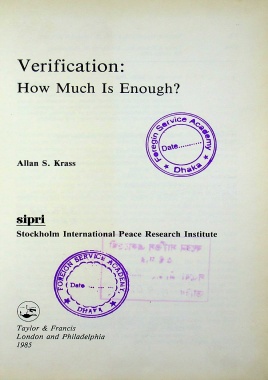 Verification:
How Much Is Enough?
Foregin Service Academy
Date...........
★ Dhaka ★
Allan S. Krass
sipri
Stockholm International Peace Research Institute
FOREIGN SERVICE ACADEMY
Date
DHAKA
Taylor & Francis
London and Philadelphia
1985